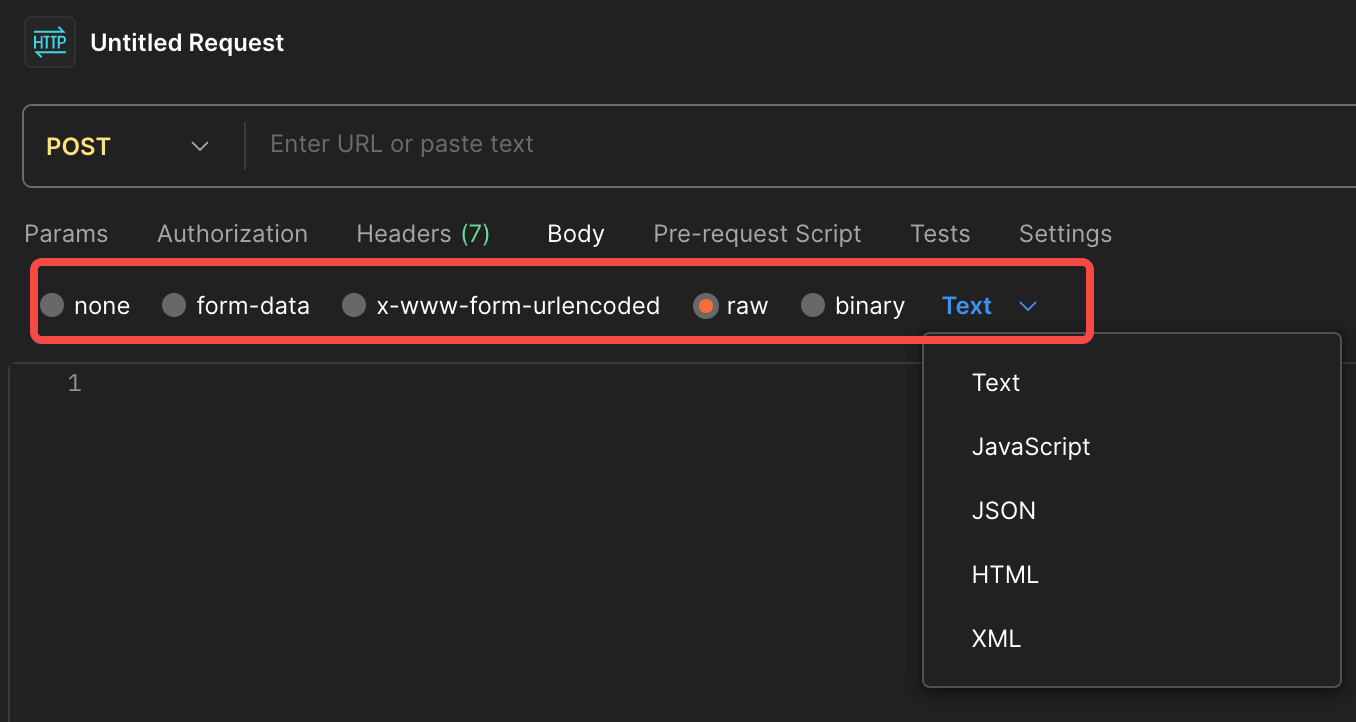 HTTP
Untitled Request
POST
Enter URL or paste text
Params Authorization Headers (7) Body Pre-request Script Tests Settings
none form-data x-www-form-urlencoded raw binary Text
1
Text
JavaScript
JSON
HTML
XML